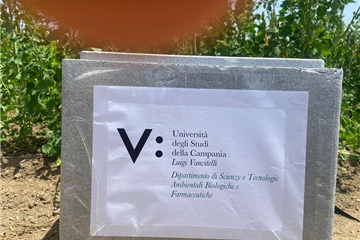 V:
Università
degli Studi
della Campania
Luigi Vanvitelli
Dipartimento di Scienze e Tecnologie
Ambientali Biologiche e
Farmaceutiche